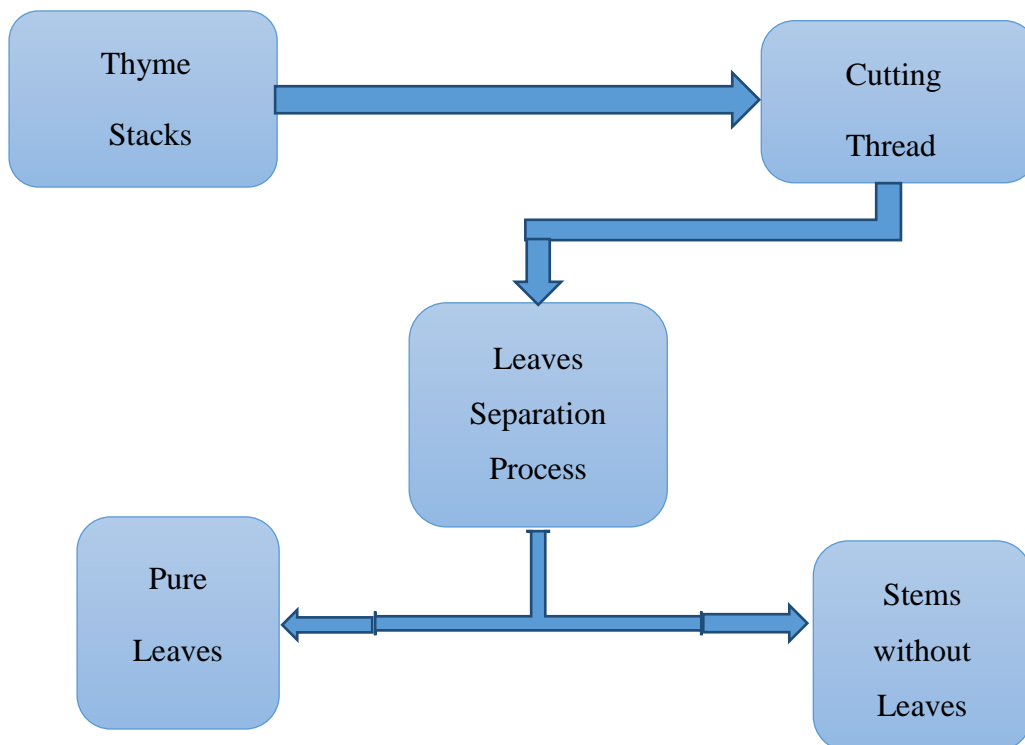 Thyme
Stacks
Cutting
Thread
Leaves
Separation
Process
Pure
Leaves
Stems
without
Leaves